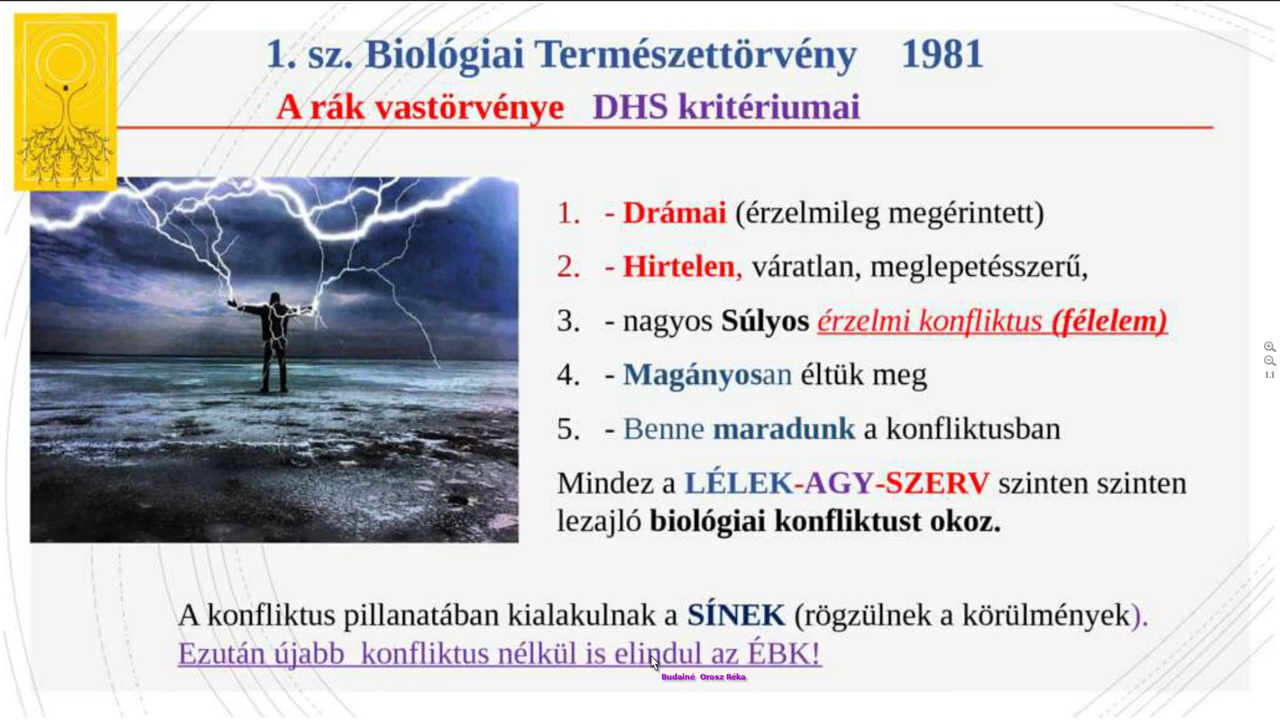 1. sz. Biológiai Természettörvény 1981
A rák vastörvénye DHS kritériumai
1. - Drámai (érzelmileg megérintett)
2. - Hirtelen, váratlan, meglepetésszerű,
3. - nagyos Súlyos érzelmi konfliktus (félelem)
4. - Magányosan éltük meg
5. - Benne maradunk a konfliktusban
Mindez a LÉLEK-AGY-SZERV szinten szinten
lezajló biológiai konfliktust okoz.
A konfliktus pillanatában kialakulnak a SÍNEK (rögzülnek a körülmények).
Ezután újabb konfliktus nélkül is elindul az ÉBK!
Budainé Orosz Réka
1.1